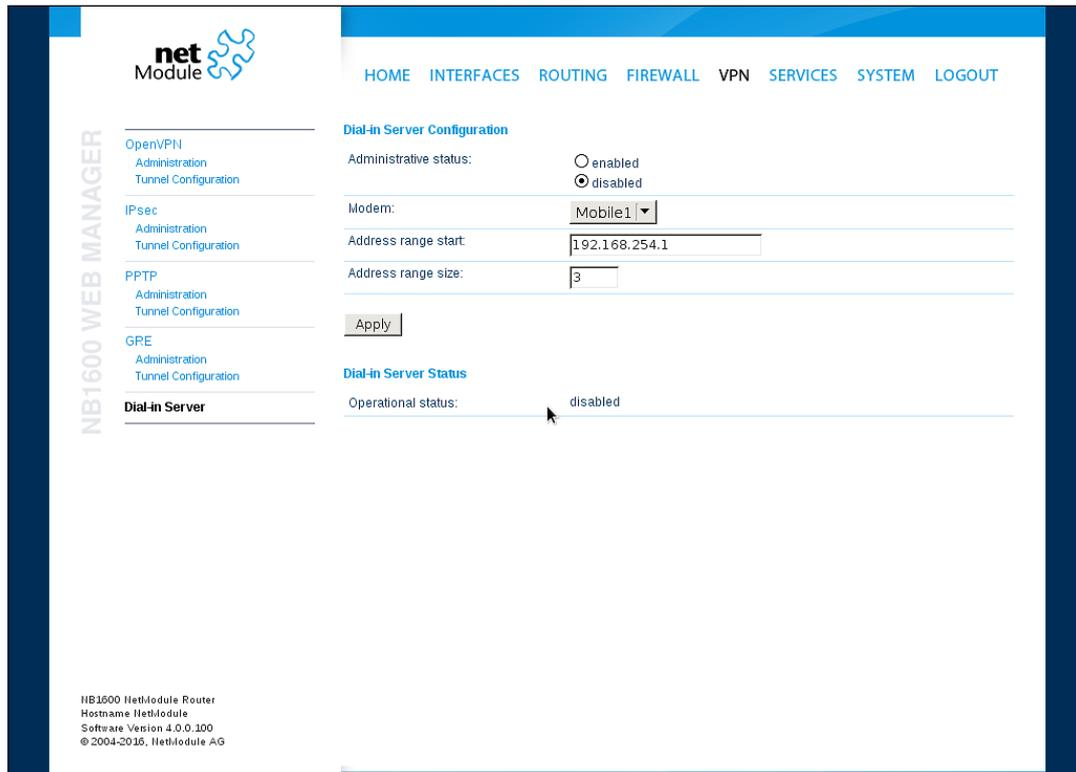 net
Module
HOME INTERFACES ROUTING FIREWALL VPN SERVICES SYSTEM LOGOUT
NB1600 WEB MANAGER
OpenVPN
Administration
Tunnel Configuration
IPsec
Administration
Tunnel Configuration
PPTP
Administration
Tunnel Configuration
GRE
Administration
Tunnel Configuration
Dial-in Server
Dial-in Server Configuration
Administrative status:
enabled
disabled
Modem: Mobile1
Address range start: 192.168.254.1
Address range size: 3
Apply
Dial-in Server Status
Operational status: disabled
NB1600 NetModule Router
Hostname NetModule
Software Version 4.0.0.100
© 2004-2016, NetModule AG